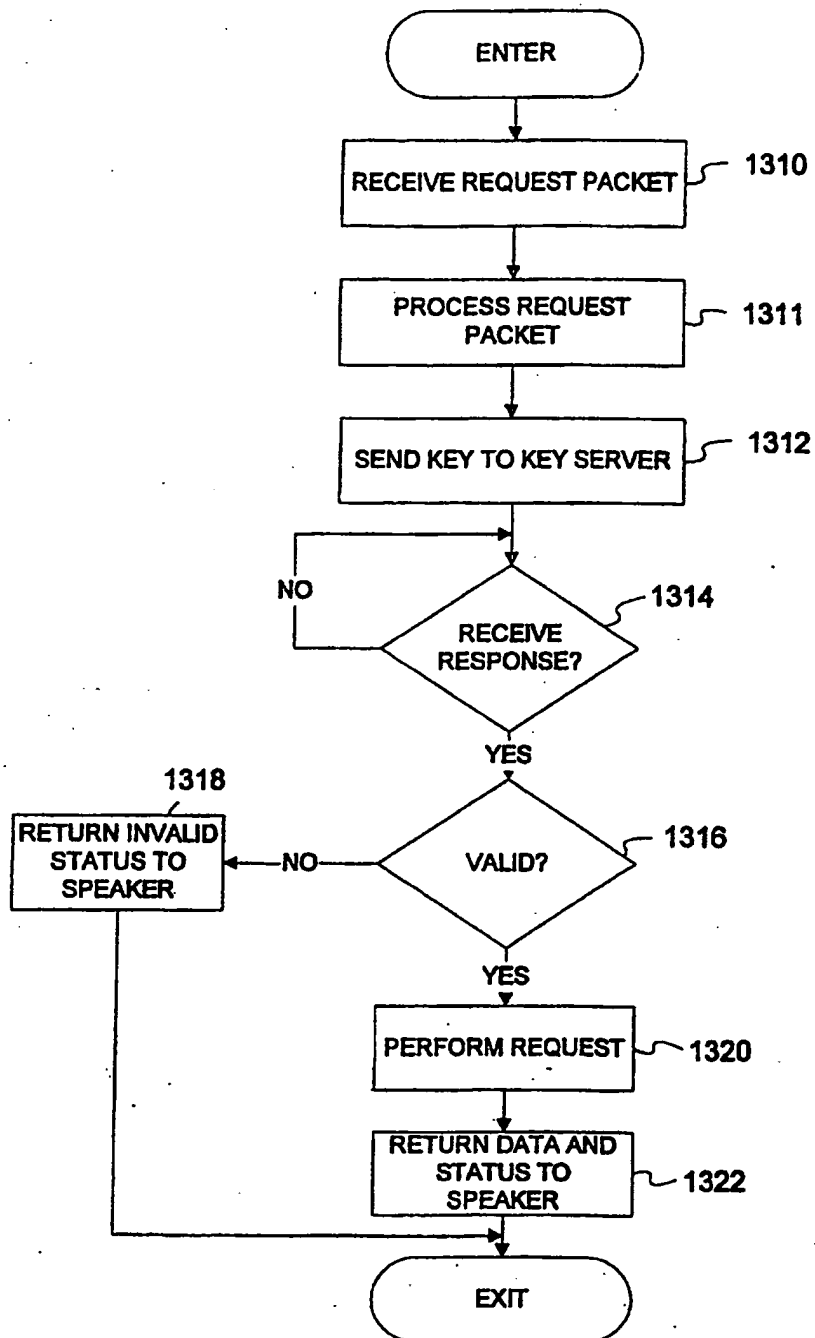 ENTER
RECEIVE REQUEST PACKET
1310
PROCESS REQUEST
PACKET
1311
SEND KEY TO KEY SERVER
1312
NO
RECEIVE
RESPONSE?
1314
YES
1318
RETURN INVALID
STATUS TO
SPEAKER
NO
VALID?
1316
YES
PERFORM REQUEST
1320
RETURN DATA AND
STATUS TO
SPEAKER
1322
EXIT